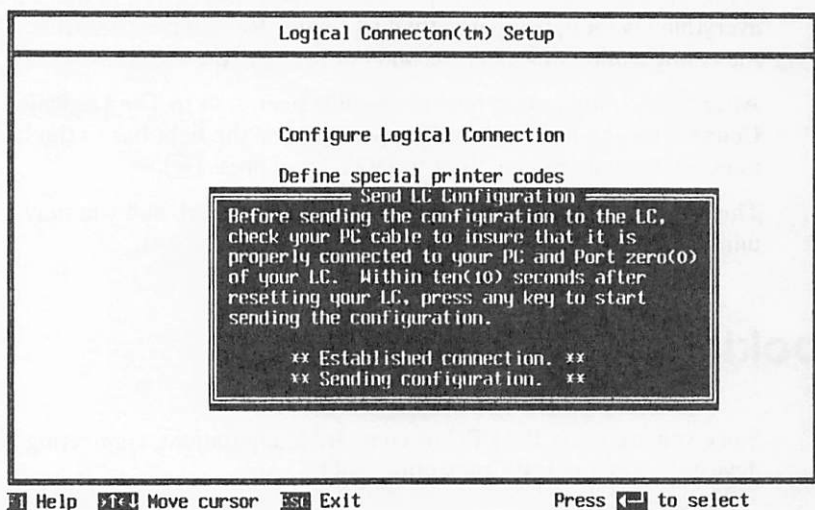 Logical Connecton(tm) Setup
Configure Logical Connection
Define special printer codes
Send LC Configuration
Before sending the configuration to the LC,
check your PC cable to insure that it is
properly connected to your PC and Port zero(0)
of your LC. Within ten(10) seconds after
resetting your LC, press any key to start
sending the configuration.
** Established connection. **
** Sending configuration. **
Help Move cursor Esc Exit Press to select